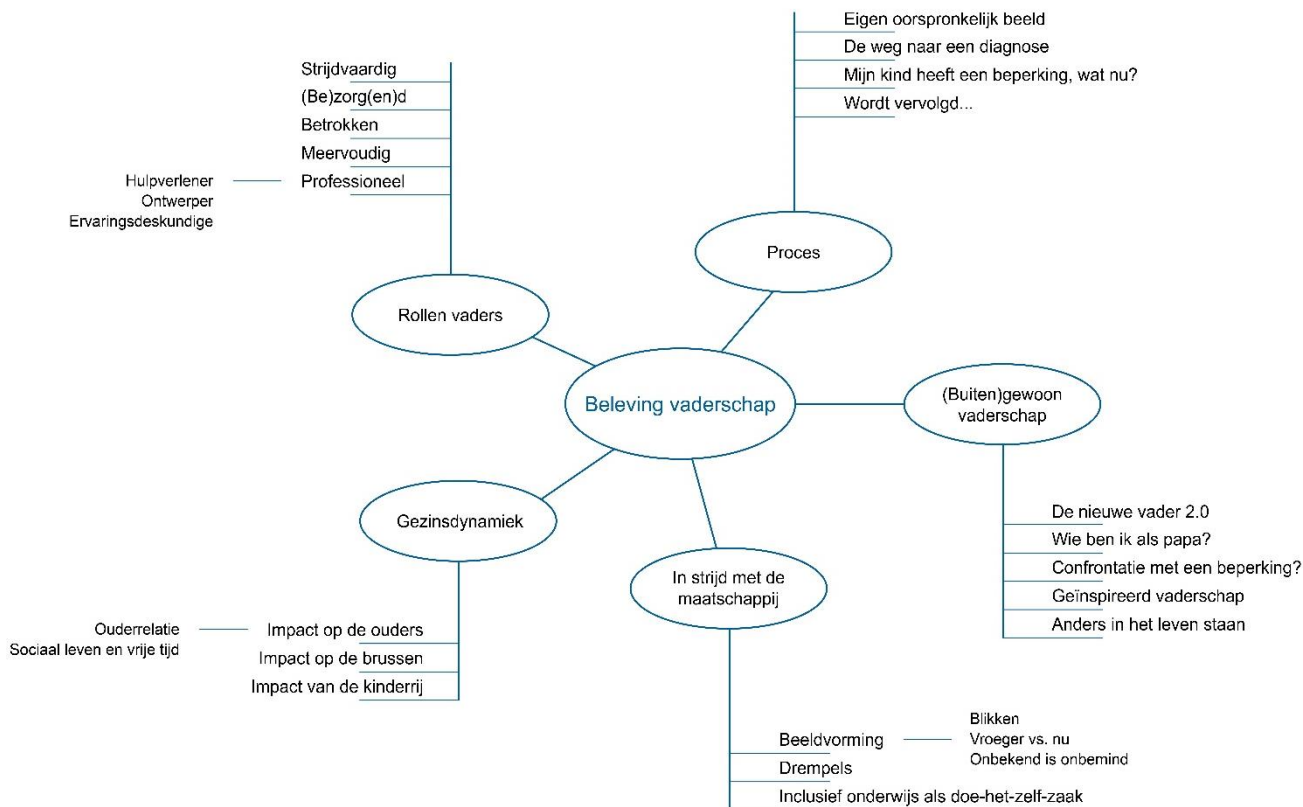 Eigen oorspronkelijk beeld
De weg naar een diagnose
Mijn kind heeft een beperking, wat nu?
Wordt vervolgd...
Proces
Strijdvaardig
(Be)zorg(en)d
Betrokken
Meervoudig
Professioneel
Hulpverlener
Ontwerper
Ervaringsdeskundige
Rollen vaders
Beleving vaderschap
(Buiten)gewoon
vaderschap
De nieuwe vader 2.0
Wie ben ik als papa?
Confrontatie met een beperking?
Geïnspireerd vaderschap
Anders in het leven staan
Gezinsdynamiek
Ouderrelatie
Sociaal leven en vrije tijd
Impact op de ouders
Impact op de brussen
Impact van de kinderrij
In strijd met de
maatschappij
Beeldvorming
Blikken
Vroeger vs. nu
Onbekend is onbemind
Drempels
Inclusief onderwijs als doe-het-zelf-zaak